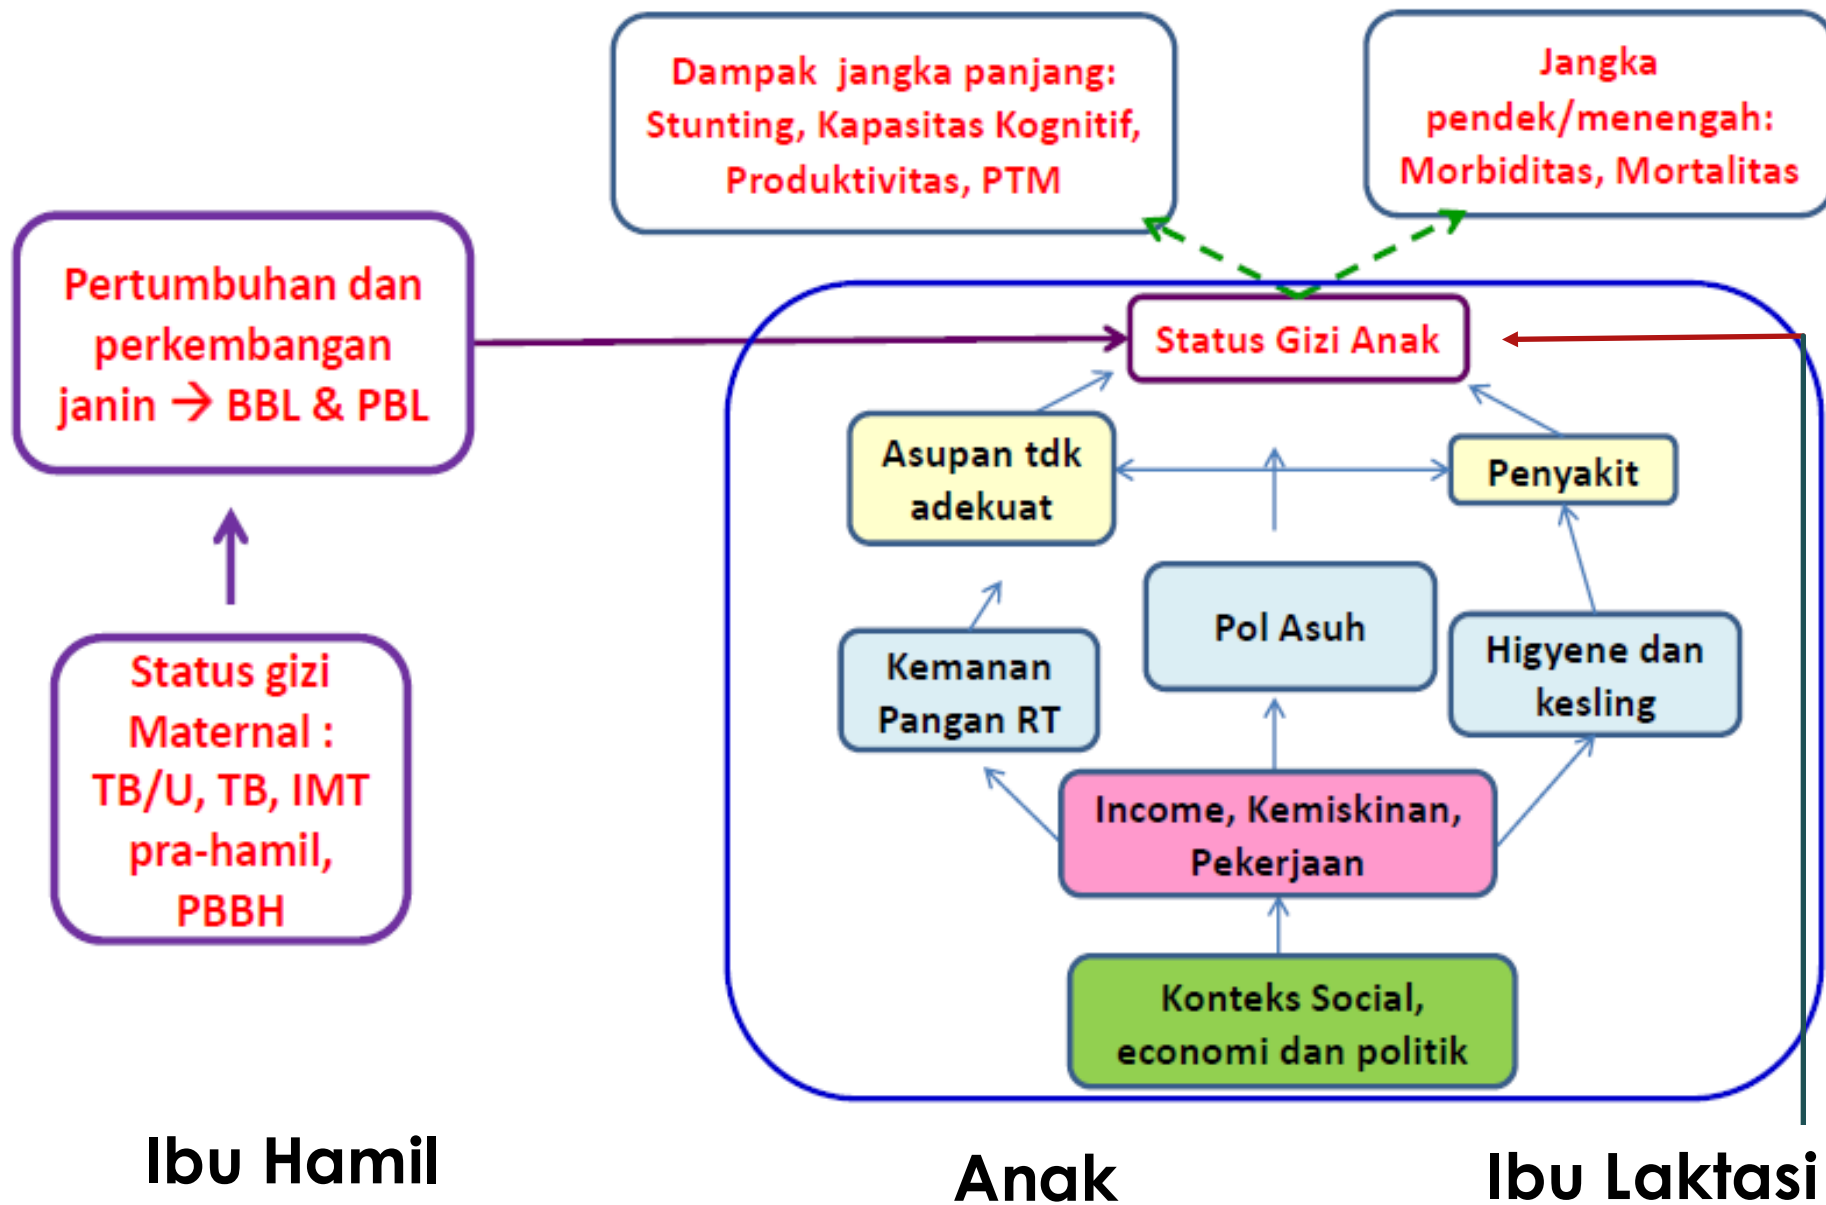 Dampak jangka panjang:
Stunting, Kapasitas Kognitif,
Produktivitas, PTM
Jangka
pendek/menengah:
Morbiditas, Mortalitas
Pertumbuhan dan
perkembangan
janin → BBL & PBL
Status Gizi Anak
Asupan tdk
adekuat
Penyakit
Status gizi
Maternal :
TB/U, TB, IMT
pra-hamil,
PBBH
Kemanan
Pangan RT
Pol Asuh
Higyene dan
kesling
Income, Kemiskinan,
Pekerjaan
Konteks Social,
economi dan politik
Ibu Hamil
Anak
Ibu Laktasi